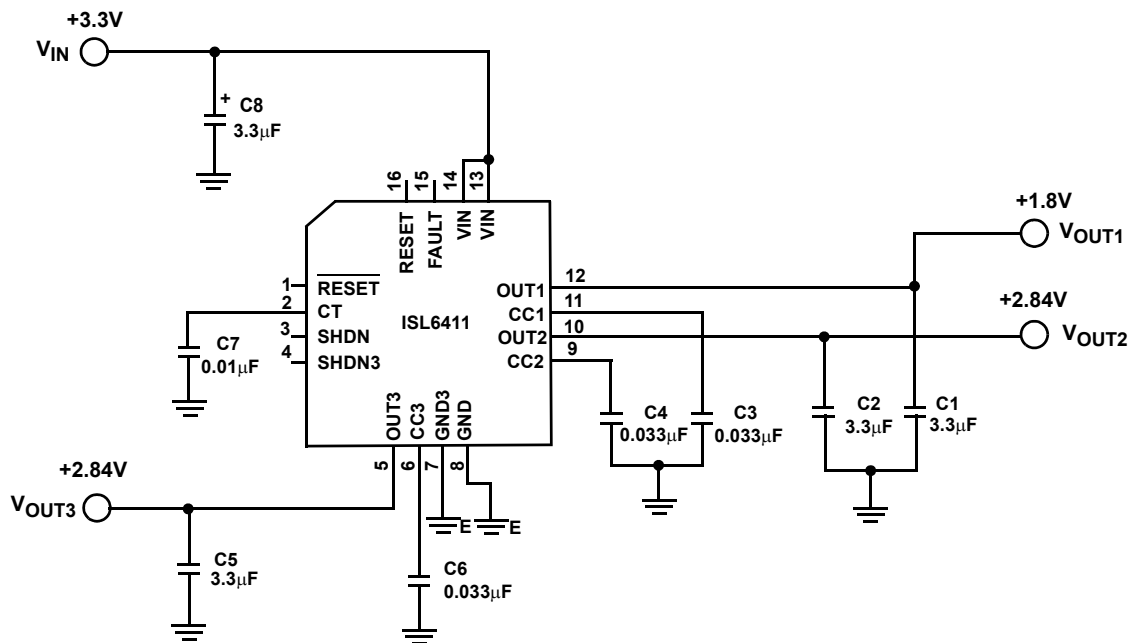 +3.3V
VIN
+ C8
3.3μF
16 15 14 13
RESET FAULT VIN VIN
+1.8V
VOUT1
1 RESET
2 CT
3 SHDN
4 SHDN3
ISL6411
OUT1 12
CC1 11
OUT2 10
CC2 9
+2.84V
VOUT2
C7
0.01μF
OUT3 CC3 GND3 GND
5 6 7 8
C4
0.033μF
C3
0.033μF
C2
3.3μF
C1
3.3μF
+2.84V
VOUT3
E E
C5
3.3μF
C6
0.033μF